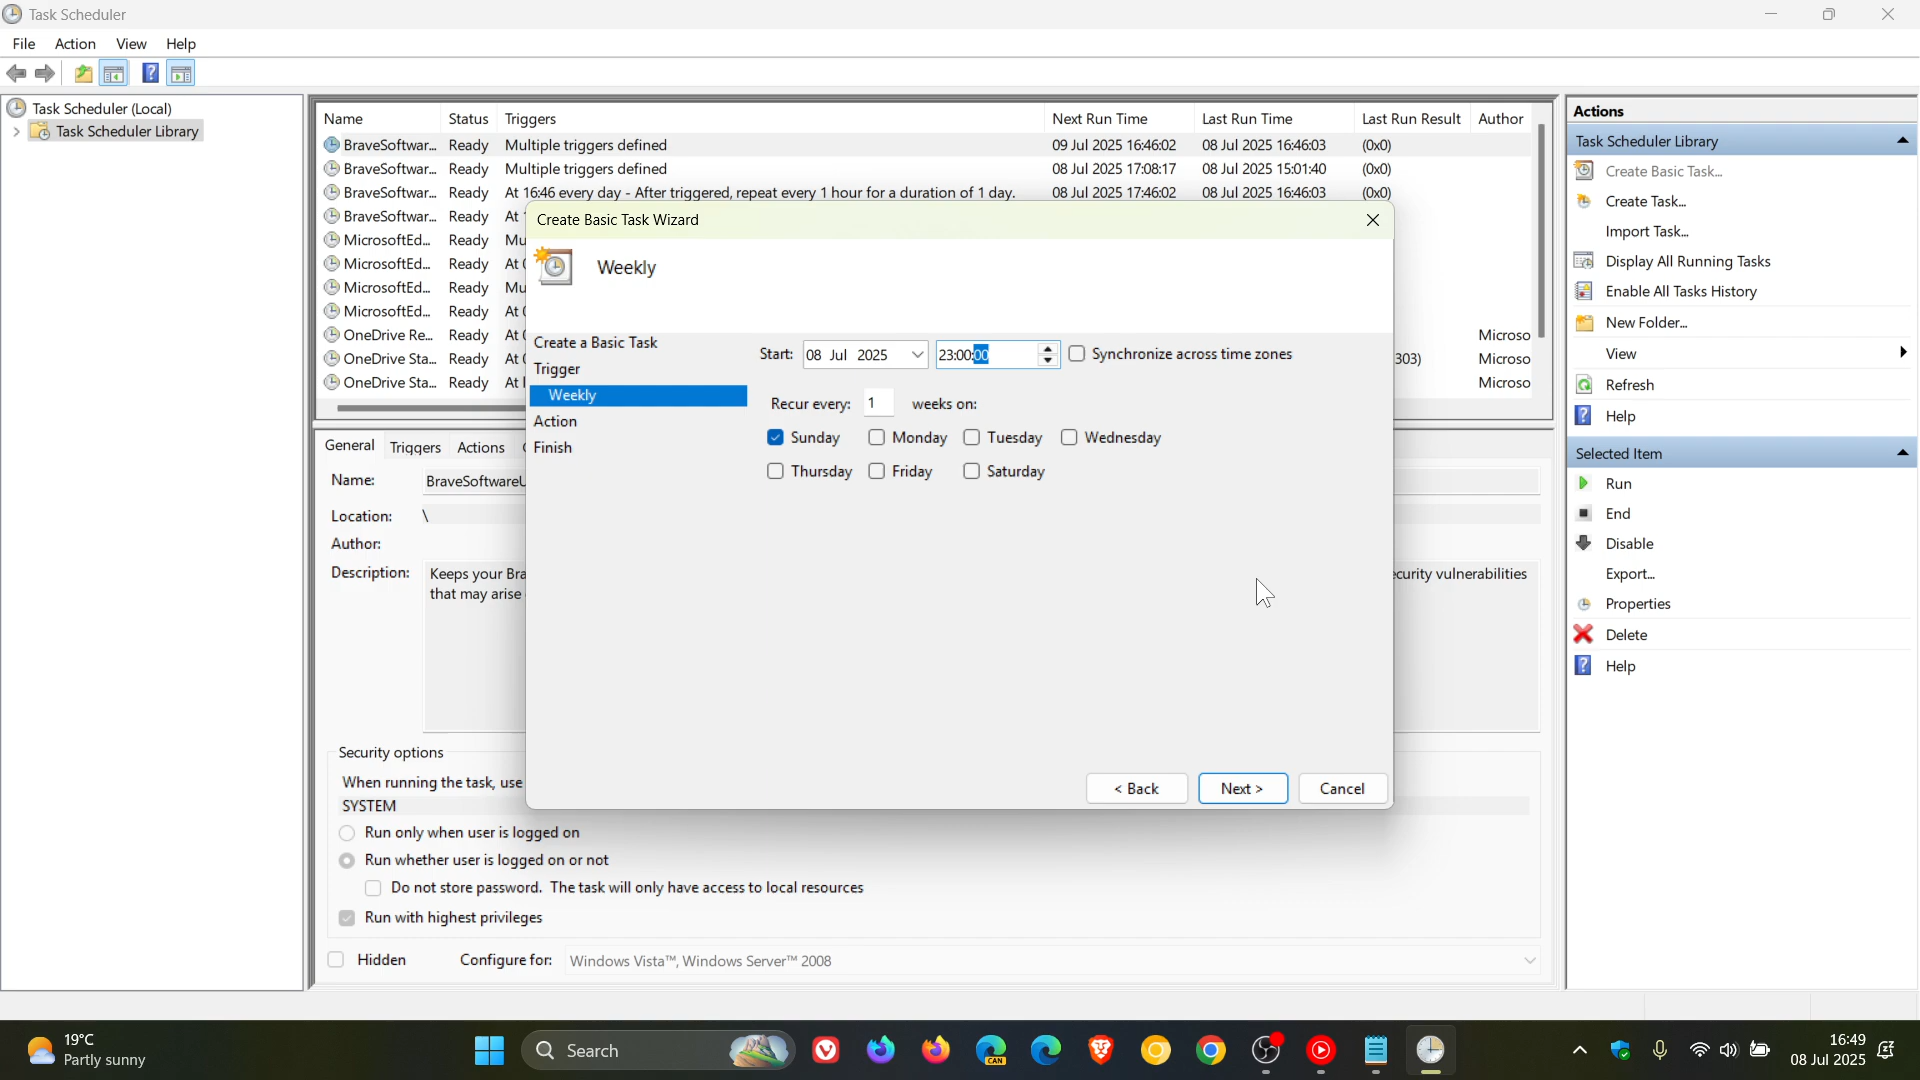 Task Scheduler
File Action View Help
Task Scheduler (Local)
Task Scheduler Library
Name Status Triggers Next Run Time Last Run Time Last Run Result Author
BraveSoftwar... Ready Multiple triggers defined 09 Jul 2025 16:46:02 08 Jul 2025 16:46:03 (0x0)
BraveSoftwar... Ready Multiple triggers defined 08 Jul 2025 17:08:17 08 Jul 2025 15:01:40 (0x0)
BraveSoftwar... Ready At 16:46 every day - After triggered, repeat every 1 hour for a duration of 1 day. 08 Jul 2025 17:46:02 08 Jul 2025 16:46:03 (0x0)
BraveSoftwar... Ready At
MicrosoftEd... Ready Mu
MicrosoftEd... Ready At
MicrosoftEd... Ready Mu
MicrosoftEd... Ready At
OneDrive Re... Ready At Microso
OneDrive Sta... Ready At 303) Microso
OneDrive Sta... Ready At Microso
General Triggers Actions
Name: BraveSoftwareU
Location: \
Author:
Description: Keeps your Bra ecurity vulnerabilities
that may arise
Security options
When running the task, use
SYSTEM
Run only when user is logged on
Run whether user is logged on or not
Do not store password. The task will only have access to local resources
Run with highest privileges
Hidden Configure for: Windows Vista™, Windows Server™ 2008
Create Basic Task Wizard
Weekly
Create a Basic Task
Trigger
Weekly
Action
Finish
Start: 08 Jul 2025 23:00:00 Synchronize across time zones
Recur every: 1 weeks on:
Sunday Monday Tuesday Wednesday
Thursday Friday Saturday
< Back Next > Cancel
Actions
Task Scheduler Library
Create Basic Task...
Create Task...
Import Task...
Display All Running Tasks
Enable All Tasks History
New Folder...
View
Refresh
Help
Selected Item
Run
End
Disable
Export...
Properties
Delete
Help
19°C
Partly sunny
Search
CAN
16:49
08 Jul 2025